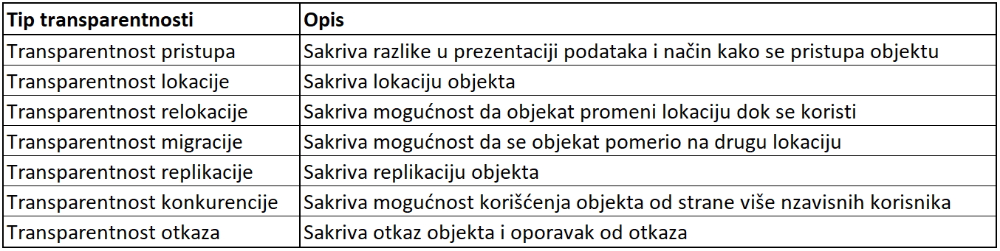 Tip transparentnosti Opis
Transparentnost pristupa Sakriva razlike u prezentaciji podataka i način kako se pristupa objektu
Transparentnost lokacije Sakriva lokaciju objekta
Transparentnost relokacije Sakriva mogućnost da objekat promeni lokaciju dok se koristi
Transparentnost migracije Sakriva mogućnost da se objekat pomerio na drugu lokaciju
Transparentnost replikacije Sakriva replikaciju objekta
Transparentnost konkurencije Sakriva mogućnost korišćenja objekta od strane više nzavisnih korisnika
Transparentnost otkaza Sakriva otkaz objekta i oporavak od otkaza